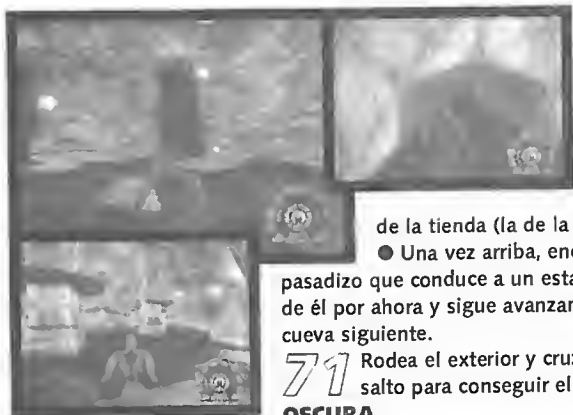 de la tienda (la de la
● Una vez arriba, enc
pasadizo que conduce a un esta
de él por ahora y sigue avanzar
cueva siguiente.
71 Rodea el exterior y cruz
salto para conseguir el
OSCURA